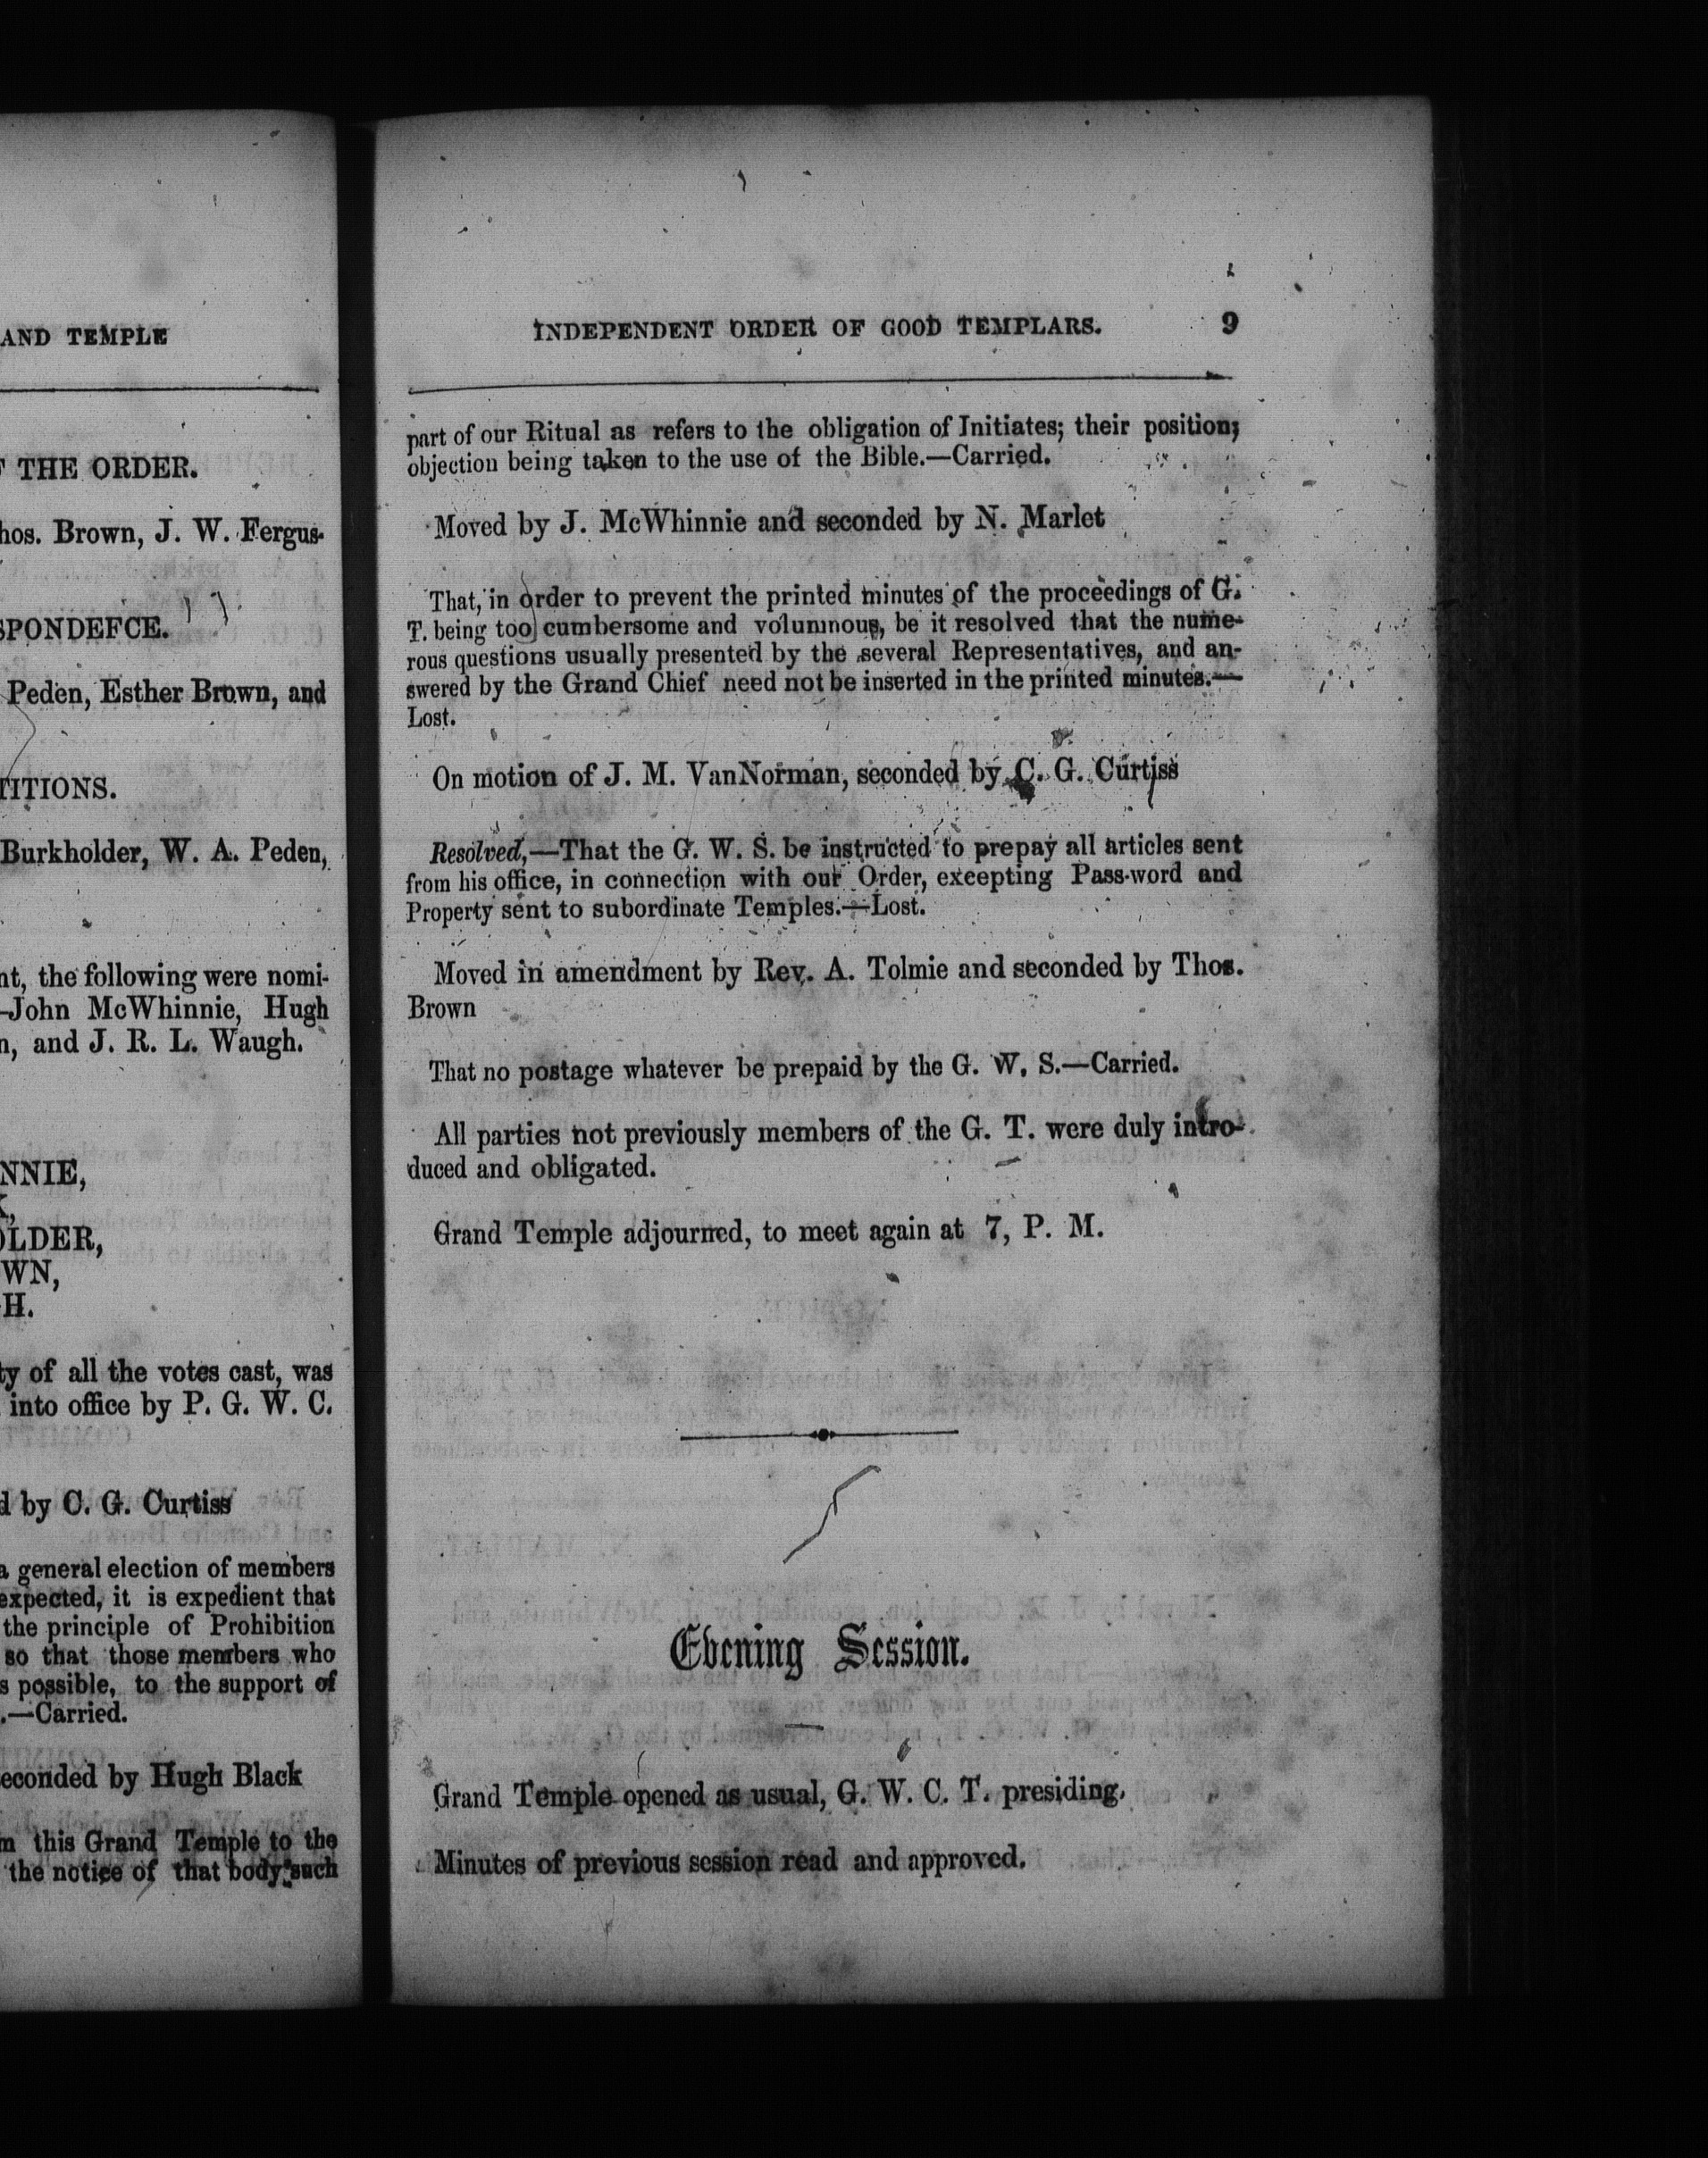 AND TEMPLE
THE ORDER.
hos. Brown, J. W. Fergus-
SPONDEFCE.
Peden, Esther Brown, and
TITIONS.
Burkholder, W. A. Peden,
nt, the following were nomi-
—John McWhinnie, Hugh
n, and J. R. L. Waugh.
NNIE,
K,
OLDER,
WN,
H.
ty of all the votes cast, was
into office by P. G. W. C.
d by C. G. Curtiss
a general election of members
expected, it is expedient that
the principle of Prohibition
so that those members who
s possible, to the support of
.—Carried.
econded by Hugh Black
m this Grand Temple to the
the notice of that body such
INDEPENDENT ORDER OF GOOD TEMPLARS. 9
part of our Ritual as refers to the obligation of Initiates; their position;
objection being taken to the use of the Bible.—Carried.
Moved by J. McWhinnie and seconded by N. Marlet
That, in order to prevent the printed minutes of the proceedings of G.
T. being too cumbersome and voluminous, be it resolved that the nume-
rous questions usually presented by the several Representatives, and an-
swered by the Grand Chief need not be inserted in the printed minutes.—
Lost.
On motion of J. M. VanNorman, seconded by C. G. Curtiss
Resolved,—That the G. W. S. be instructed to prepay all articles sent
from his office, in connection with our Order, excepting Pass-word and
Property sent to subordinate Temples.—Lost.
Moved in amendment by Rev. A. Tolmie and seconded by Thos.
Brown
That no postage whatever be prepaid by the G. W. S.—Carried.
All parties not previously members of the G. T. were duly intro-
duced and obligated.
Grand Temple adjourned, to meet again at 7, P. M.
Evening Session.
Grand Temple opened as usual, G. W. C. T. presiding.
Minutes of previous session read and approved.